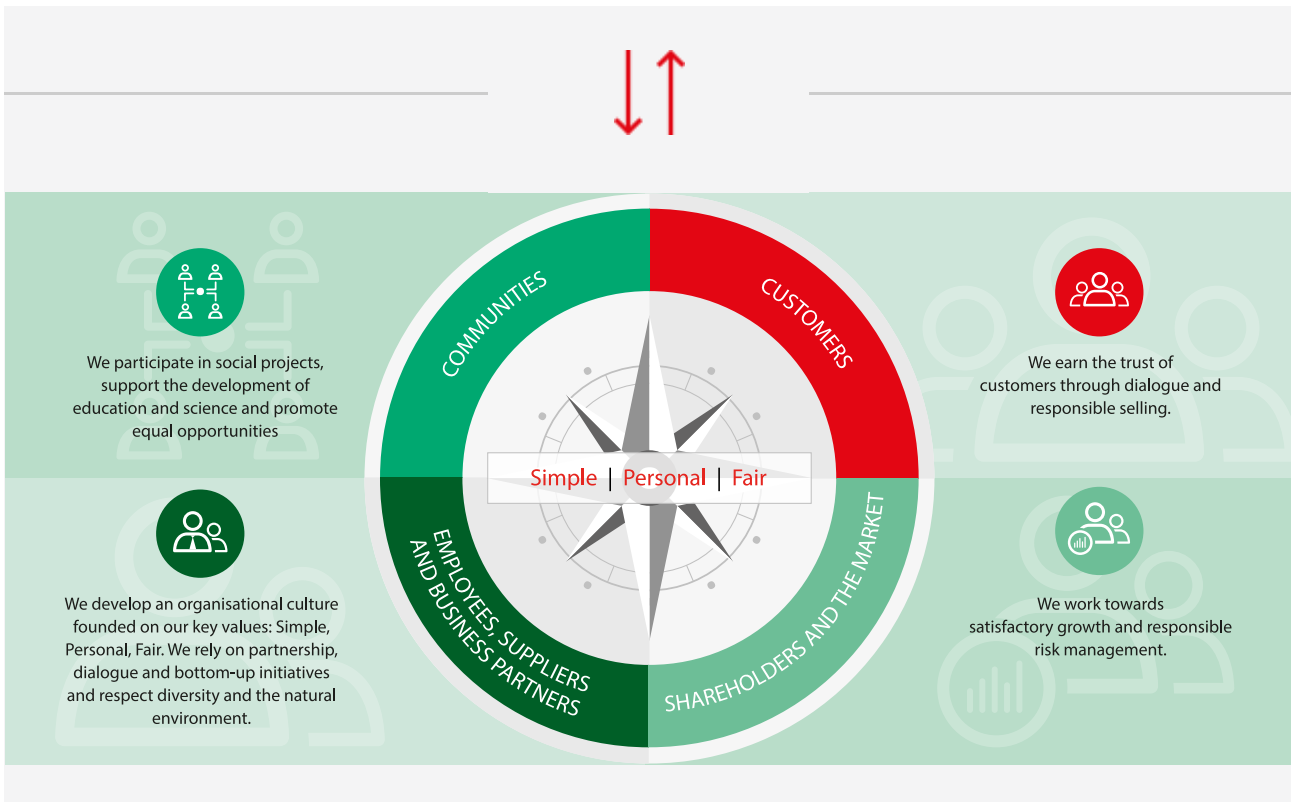 COMMUNITIES
CUSTOMERS
We participate in social projects,
support the development of
education and science and promote
equal opportunities
We earn the trust of
customers through dialogue and
responsible selling.
Simple | Personal | Fair
EMPLOYEES, SUPPLIERS
AND BUSINESS PARTNERS
SHAREHOLDERS AND THE MARKET
We develop an organisational culture
founded on our key values: Simple,
Personal, Fair. We rely on partnership,
dialogue and bottom-up initiatives
and respect diversity and the natural
environment.
We work towards
satisfactory growth and responsible
risk management.